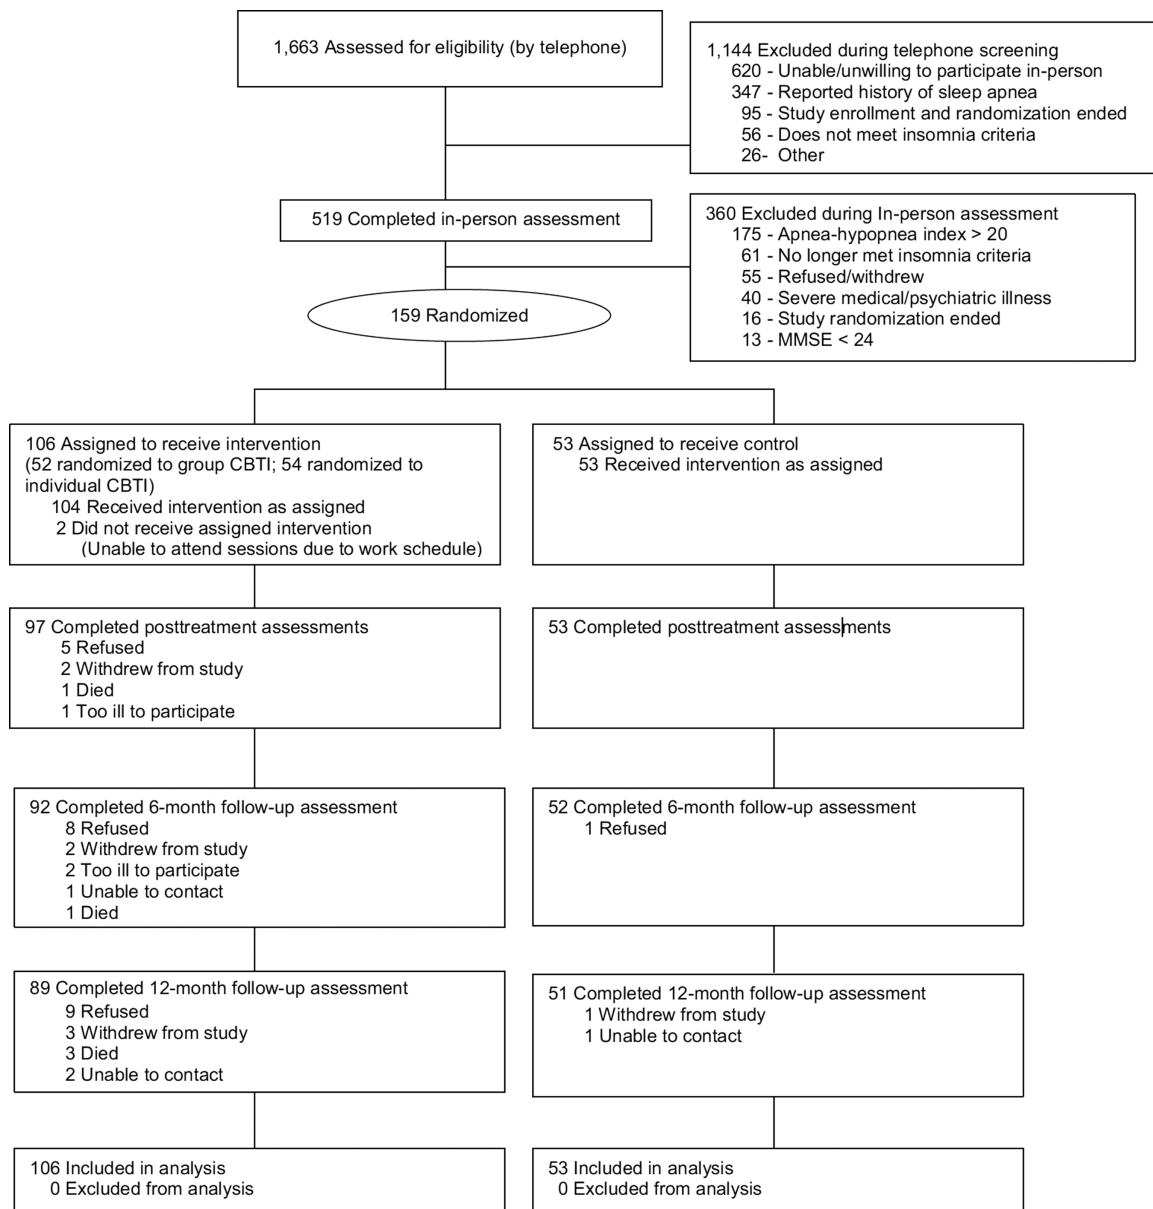 1,663 Assessed for eligibility (by telephone)
1,144 Excluded during telephone screening
620 - Unable/unwilling to participate in-person
347 - Reported history of sleep apnea
95 - Study enrollment and randomization ended
56 - Does not meet insomnia criteria
26- Other
519 Completed in-person assessment
360 Excluded during In-person assessment
175 - Apnea-hypopnea index > 20
61 - No longer met insomnia criteria
55 - Refused/withdrew
40 - Severe medical/psychiatric illness
16 - Study randomization ended
13 - MMSE < 24
159 Randomized
106 Assigned to receive intervention
(52 randomized to group CBTI; 54 randomized to
individual CBTI)
104 Received intervention as assigned
2 Did not receive assigned intervention
(Unable to attend sessions due to work schedule)
53 Assigned to receive control
53 Received intervention as assigned
97 Completed posttreatment assessments
5 Refused
2 Withdrew from study
1 Died
1 Too ill to participate
53 Completed posttreatment assessments
92 Completed 6-month follow-up assessment
8 Refused
2 Withdrew from study
2 Too ill to participate
1 Unable to contact
1 Died
52 Completed 6-month follow-up assessment
1 Refused
89 Completed 12-month follow-up assessment
9 Refused
3 Withdrew from study
3 Died
2 Unable to contact
51 Completed 12-month follow-up assessment
1 Withdrew from study
1 Unable to contact
106 Included in analysis
0 Excluded from analysis
53 Included in analysis
0 Excluded from analysis